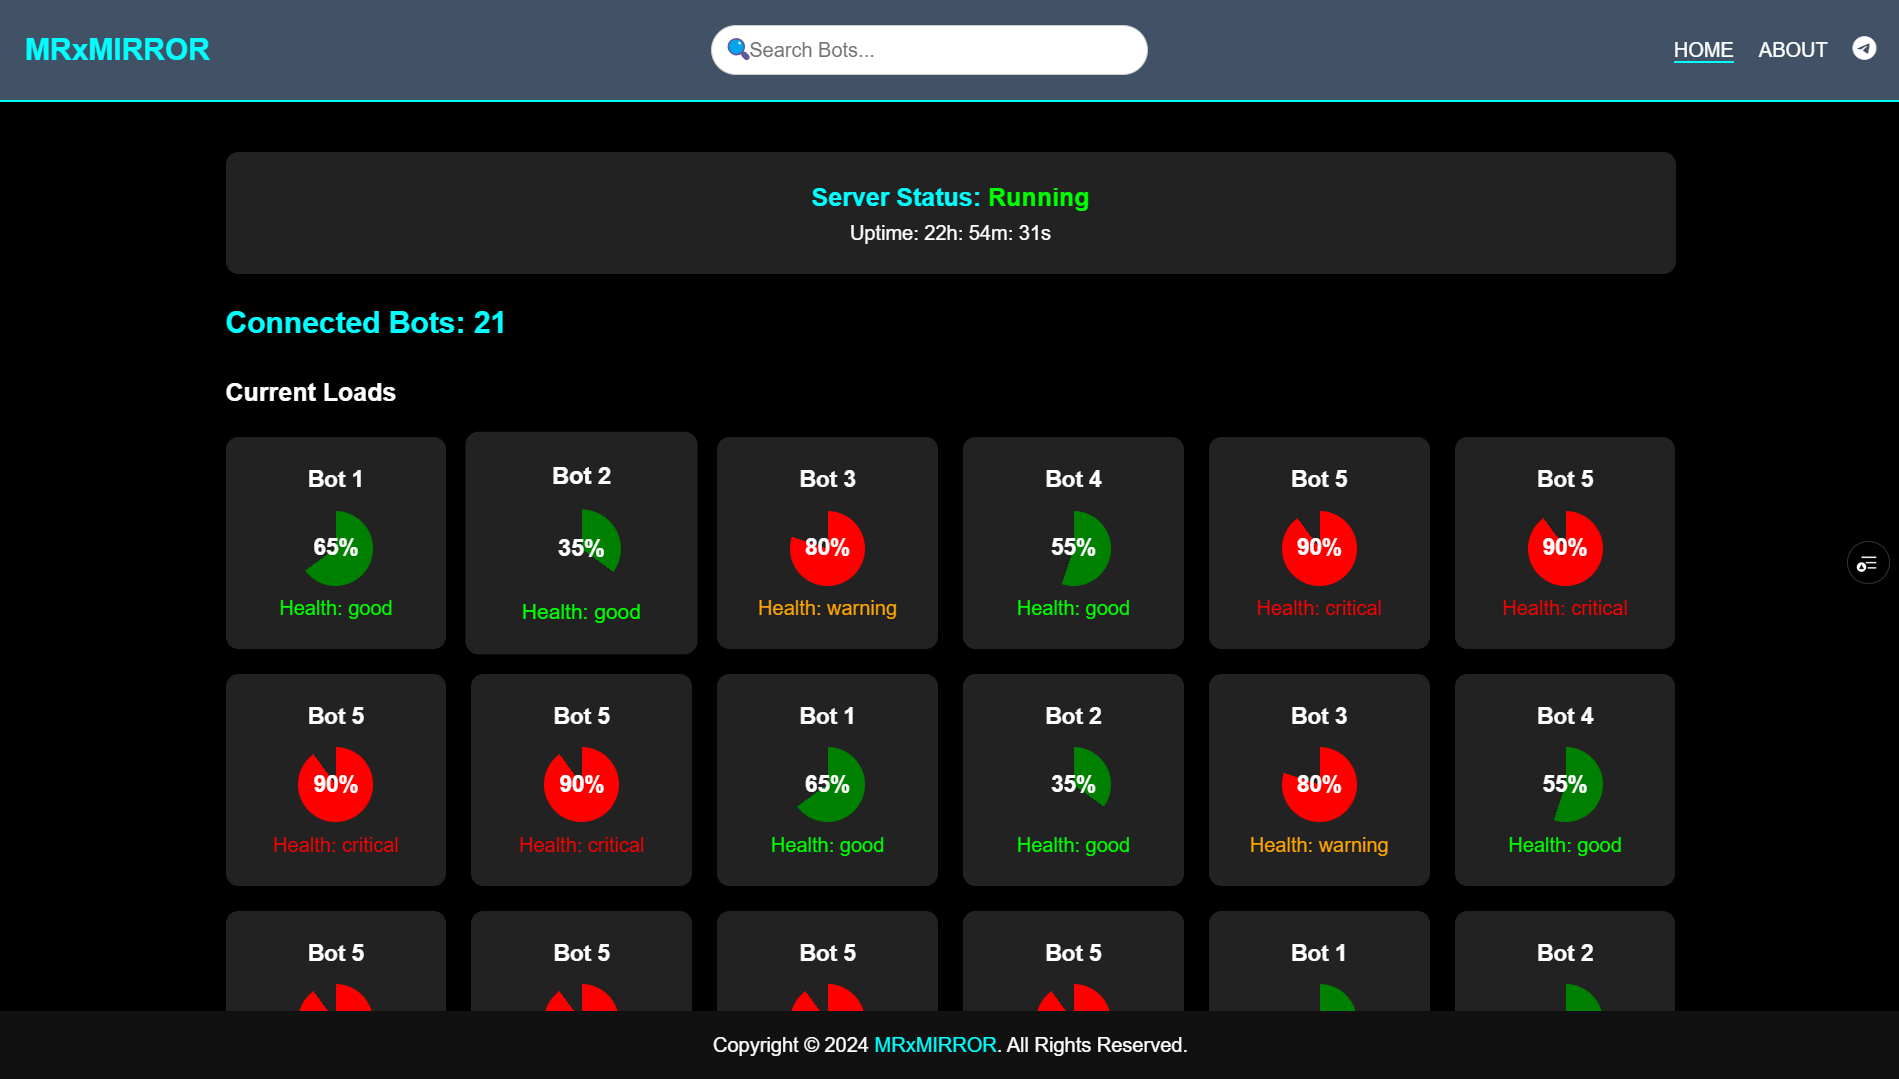 MRxMIRROR
Search Bots...
HOME ABOUT
Server Status: Running
Uptime: 22h: 54m: 31s
Connected Bots: 21
Current Loads
Bot 1
65%
Health: good
Bot 2
35%
Health: good
Bot 3
80%
Health: warning
Bot 4
55%
Health: good
Bot 5
90%
Health: critical
Bot 5
90%
Health: critical
Bot 5
90%
Health: critical
Bot 5
90%
Health: critical
Bot 1
65%
Health: good
Bot 2
35%
Health: good
Bot 3
80%
Health: warning
Bot 4
55%
Health: good
Bot 5
Bot 5
Bot 5
Bot 5
Bot 1
Bot 2
Copyright © 2024 MRxMIRROR. All Rights Reserved.